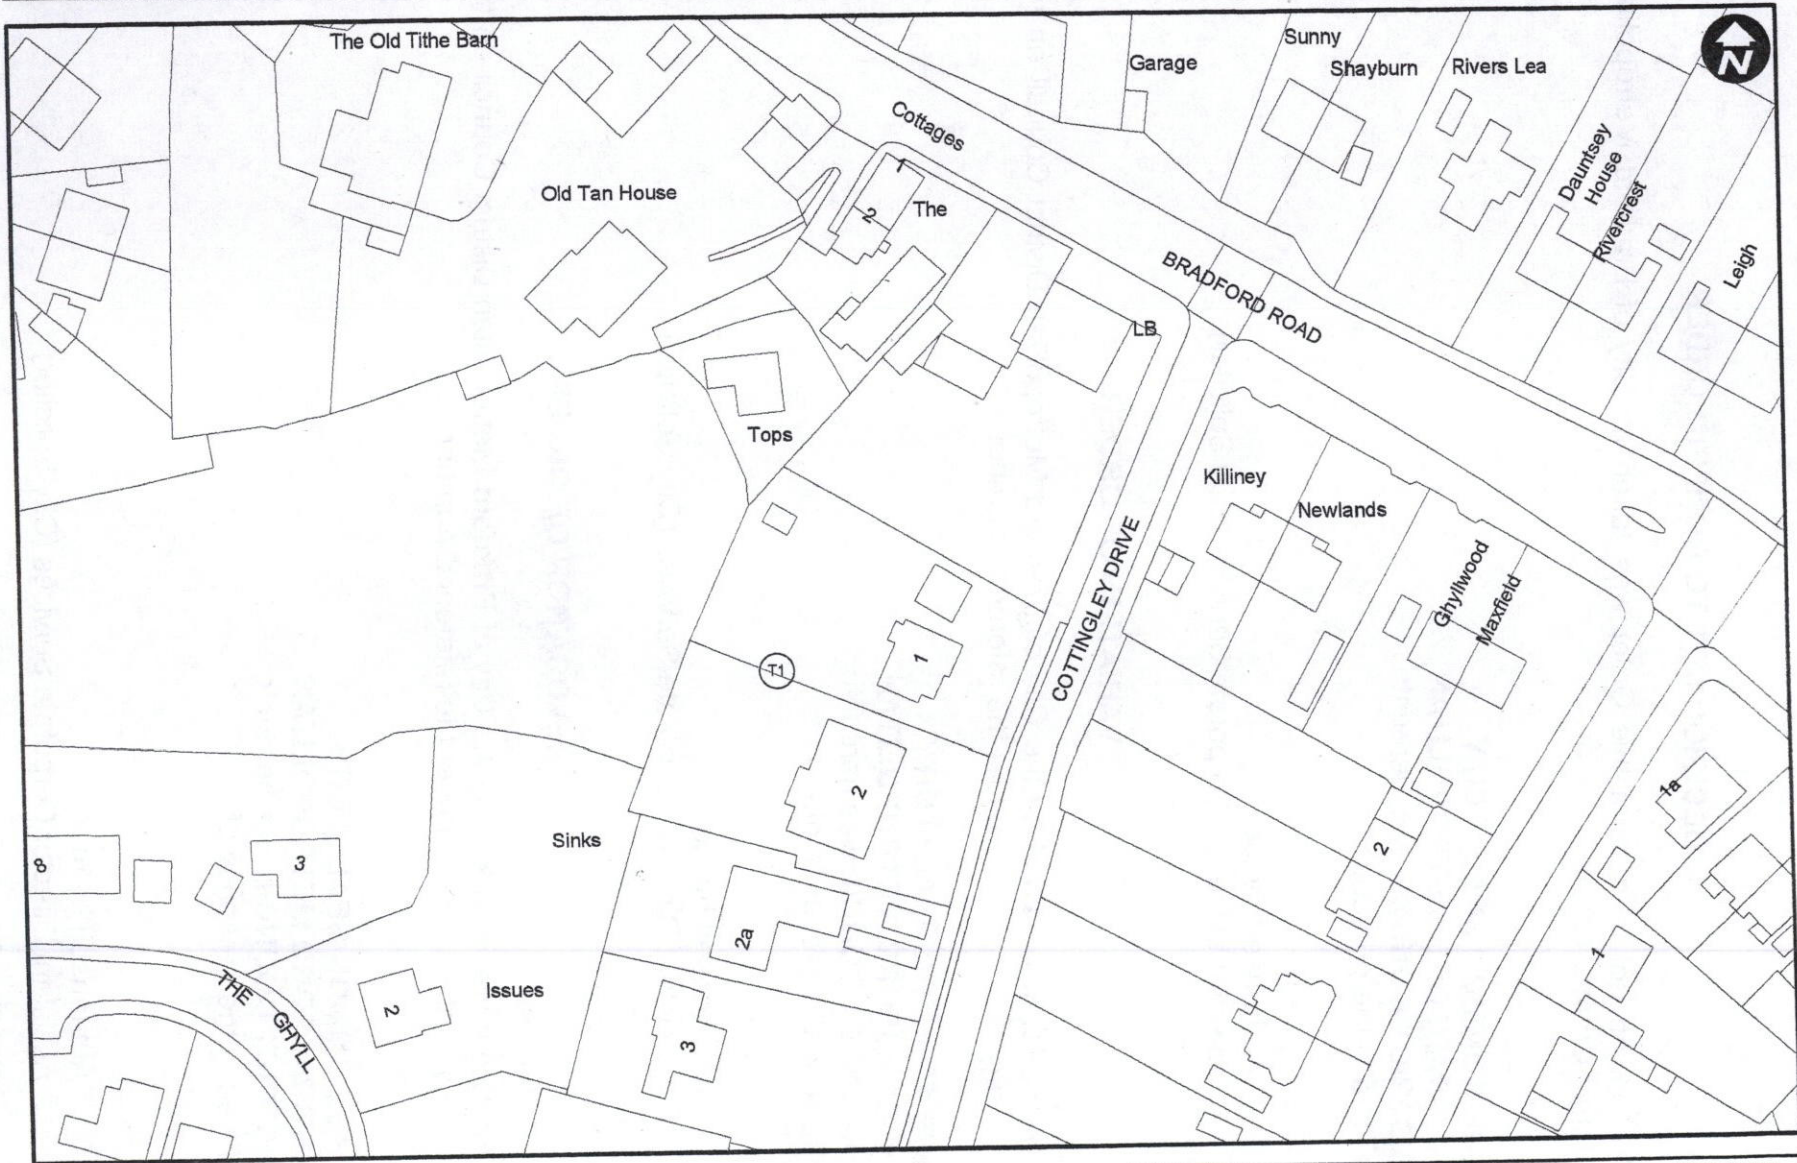 The Old Tithe Barn
Garage
Sunny
Shayburn
Rivers Lea
N
Cottages
Dauntsey
House
Rivercrest
Leigh
Old Tan House
1
2
The
BRADFORD ROAD
LB
Tops
Killiney
Newlands
COTTINGLEY DRIVE
Ghyllwood
Maxfield
1
T1
2
1a
2
Sinks
3
8
2a
1
Issues
THE GHYLL
2
3